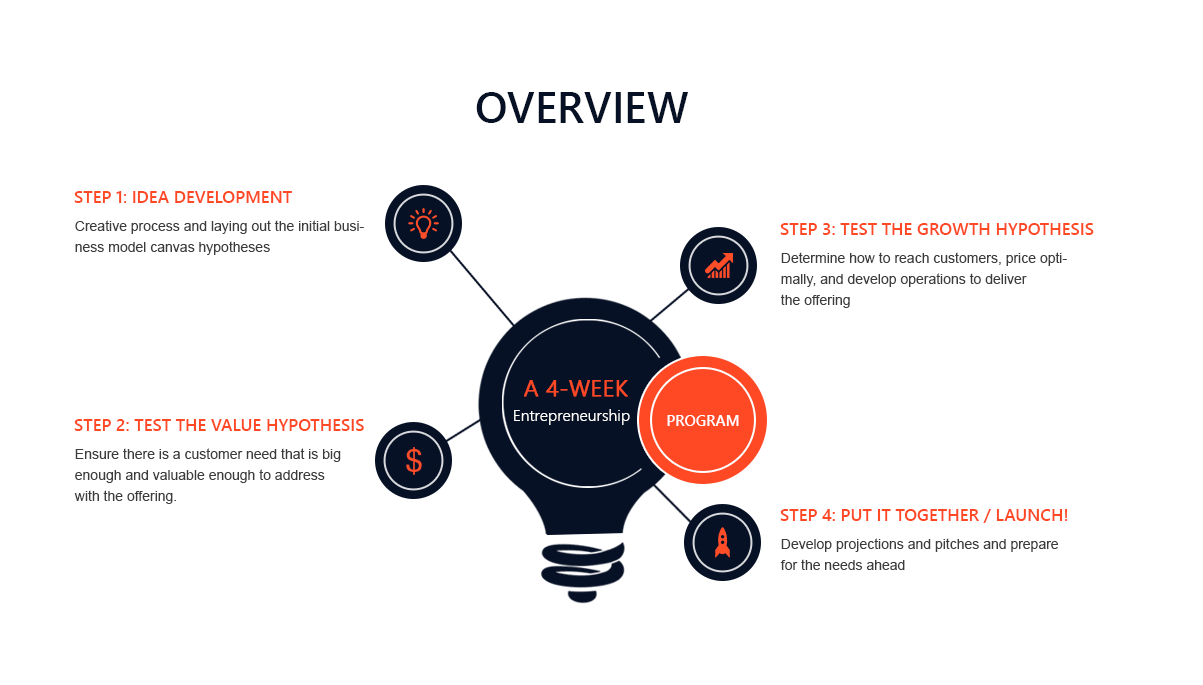 OVERVIEW
STEP 1: IDEA DEVELOPMENT
Creative process and laying out the initial busi-
ness model canvas hypotheses
STEP 2: TEST THE VALUE HYPOTHESIS
Ensure there is a customer need that is big
enough and valuable enough to address
with the offering.
$
A 4-WEEK
Entrepreneurship
PROGRAM
STEP 3: TEST THE GROWTH HYPOTHESIS
Determine how to reach customers, price opti-
mally, and develop operations to deliver
the offering
STEP 4: PUT IT TOGETHER / LAUNCH!
Develop projections and pitches and prepare
for the needs ahead